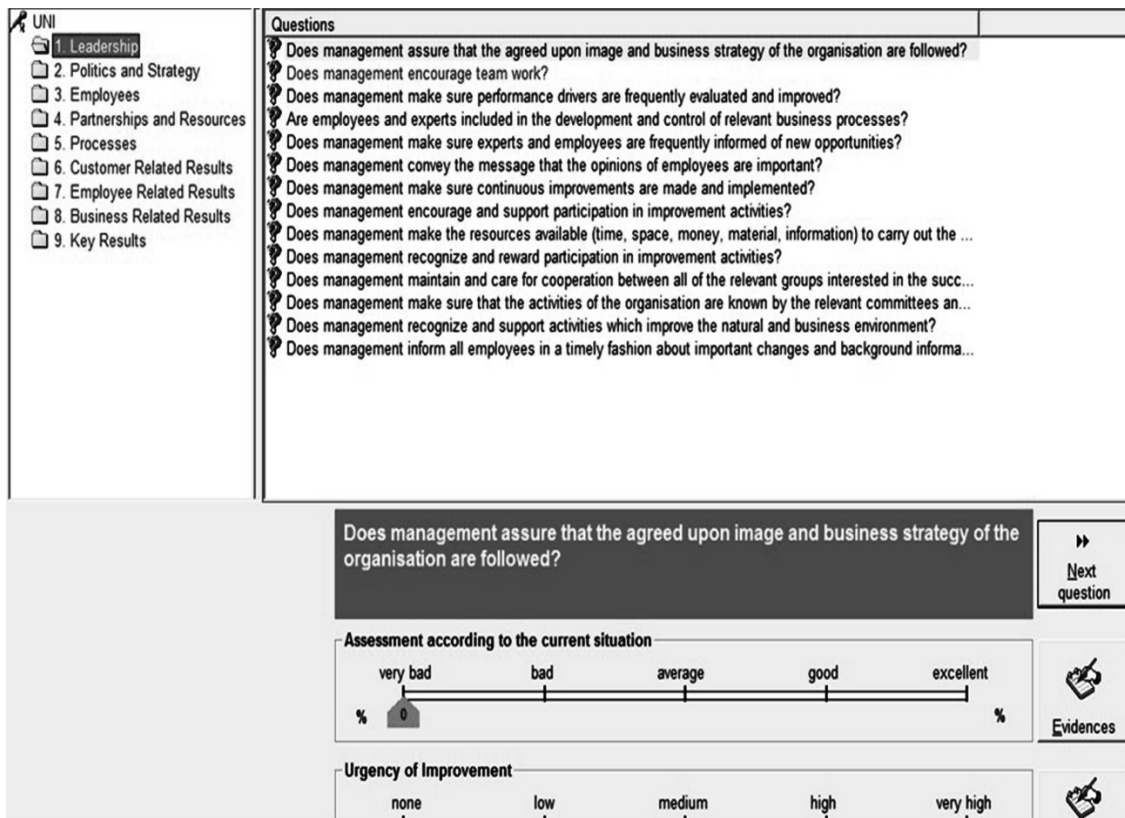 UNI
1. Leadership
2. Politics and Strategy
3. Employees
4. Partnerships and Resources
5. Processes
6. Customer Related Results
7. Employee Related Results
8. Business Related Results
9. Key Results
Questions
Does management assure that the agreed upon image and business strategy of the organisation are followed?
Does management encourage team work?
Does management make sure performance drivers are frequently evaluated and improved?
Are employees and experts included in the development and control of relevant business processes?
Does management make sure experts and employees are frequently informed of new opportunities?
Does management convey the message that the opinions of employees are important?
Does management make sure continuous improvements are made and implemented?
Does management encourage and support participation in improvement activities?
Does management make the resources available (time, space, money, material, information) to carry out the ...
Does management recognize and reward participation in improvement activities?
Does management maintain and care for cooperation between all of the relevant groups interested in the succ...
Does management make sure that the activities of the organisation are known by the relevant committees an...
Does management recognize and support activities which improve the natural and business environment?
Does management inform all employees in a timely fashion about important changes and background informa...
Does management assure that the agreed upon image and business strategy of the
organisation are followed?
Next
question
Assessment according to the current situation
very bad bad average good excellent
% 0 %
Evidences
Urgency of Improvement
none low medium high very high